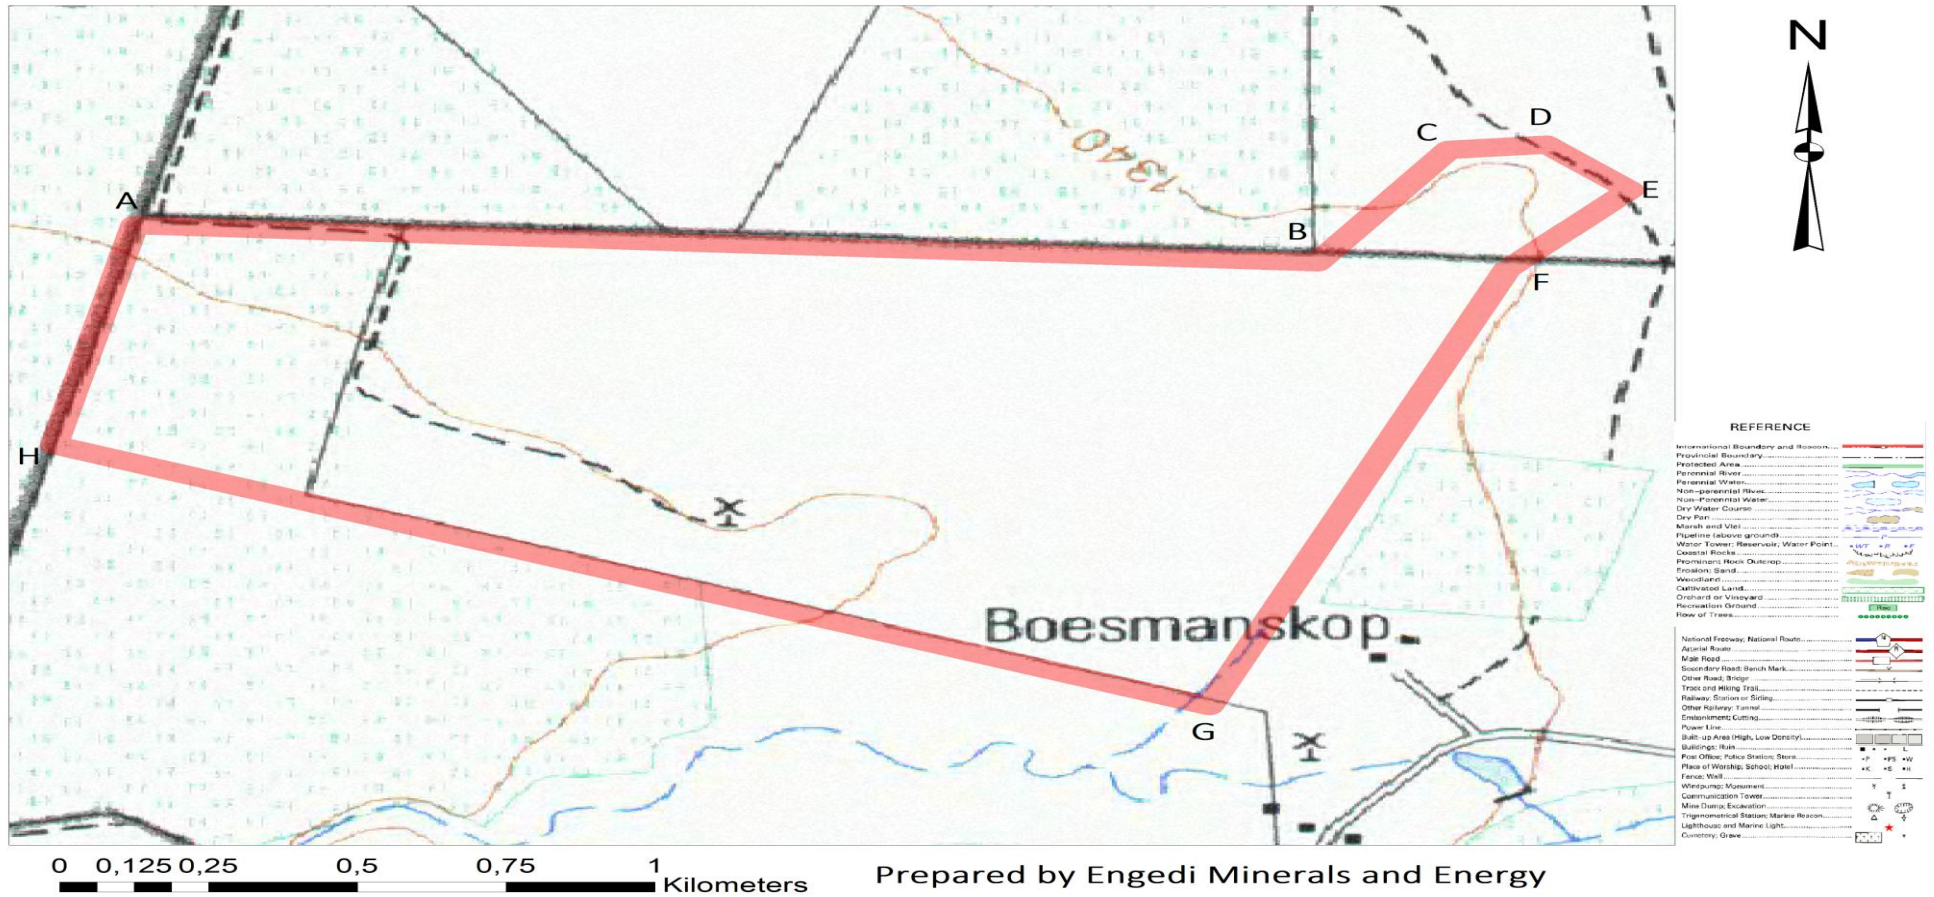 N
A
B
C
D
E
F
G
H
1340
Boesmanskop
REFERENCE
International Boundary and Beacon
Provincial Boundary
Protected Area
Perennial River
Perennial Water
Non-perennial River
Non-Perennial Water
Dry Water Course
Dry Pan
Marsh and Vlei
Pipeline (above ground)
Water Tower; Reservoir; Water Point
Coastal Rocks
Prominent Rock Outcrop
Erosion; Sand
Woodland
Cultivated Land
Orchard or Vineyard
Recreation Ground
Row of Trees
National Freeway; National Route
Arterial Route
Main Road
Secondary Road; Bench Mark
Other Road; Bridge
Track and Hiking Trail
Railway; Station or Siding
Other Railway; Tunnel
Embankment; Cutting
Power Line
Built-up Area (High, Low Density)
Buildings; Ruin
Post Office; Police Station; Store
Place of Worship; School; Hotel
Fence; Wall
Windpump; Monument
Communication Tower
Mine Dump; Excavation
Trigonometrical Station; Marine Beacon
Lighthouse and Marine Light
Cemetery; Grave
0 0,125 0,25 0,5 0,75 1
Kilometers
Prepared by Engedi Minerals and Energy